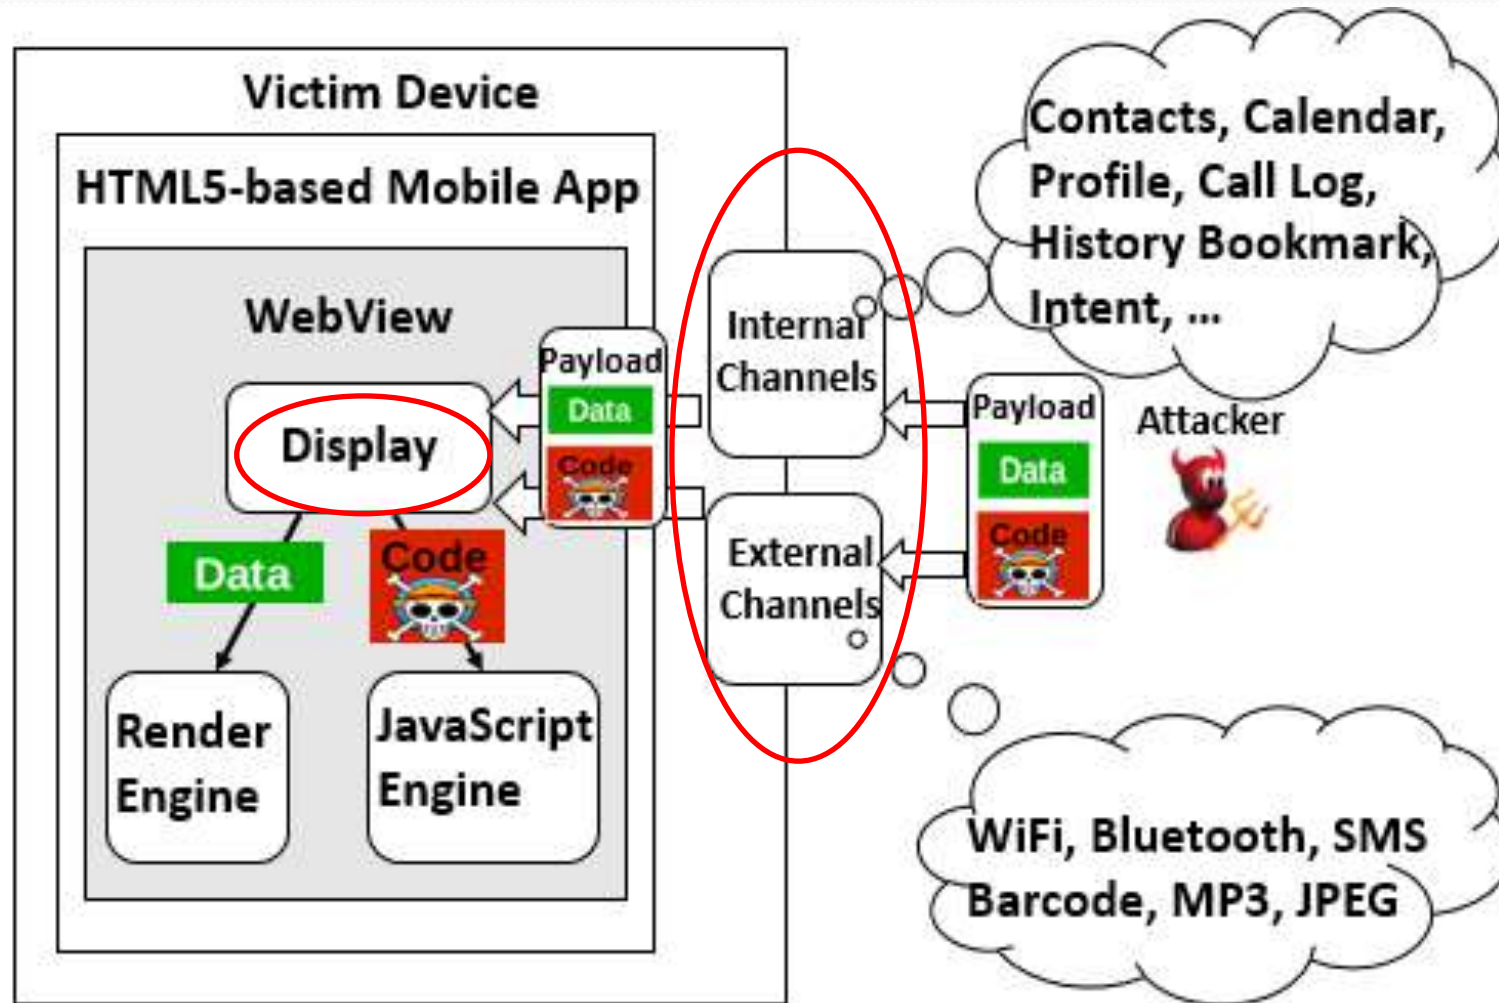 Victim Device
HTML5-based Mobile App
WebView
Display
Data
Code
Render
Engine
JavaScript
Engine
Payload
Data
Code
Internal
Channels
External
Channels
Payload
Data
Code
Attacker
Contacts, Calendar,
Profile, Call Log,
History Bookmark,
Intent, ...
WiFi, Bluetooth, SMS
Barcode, MP3, JPEG